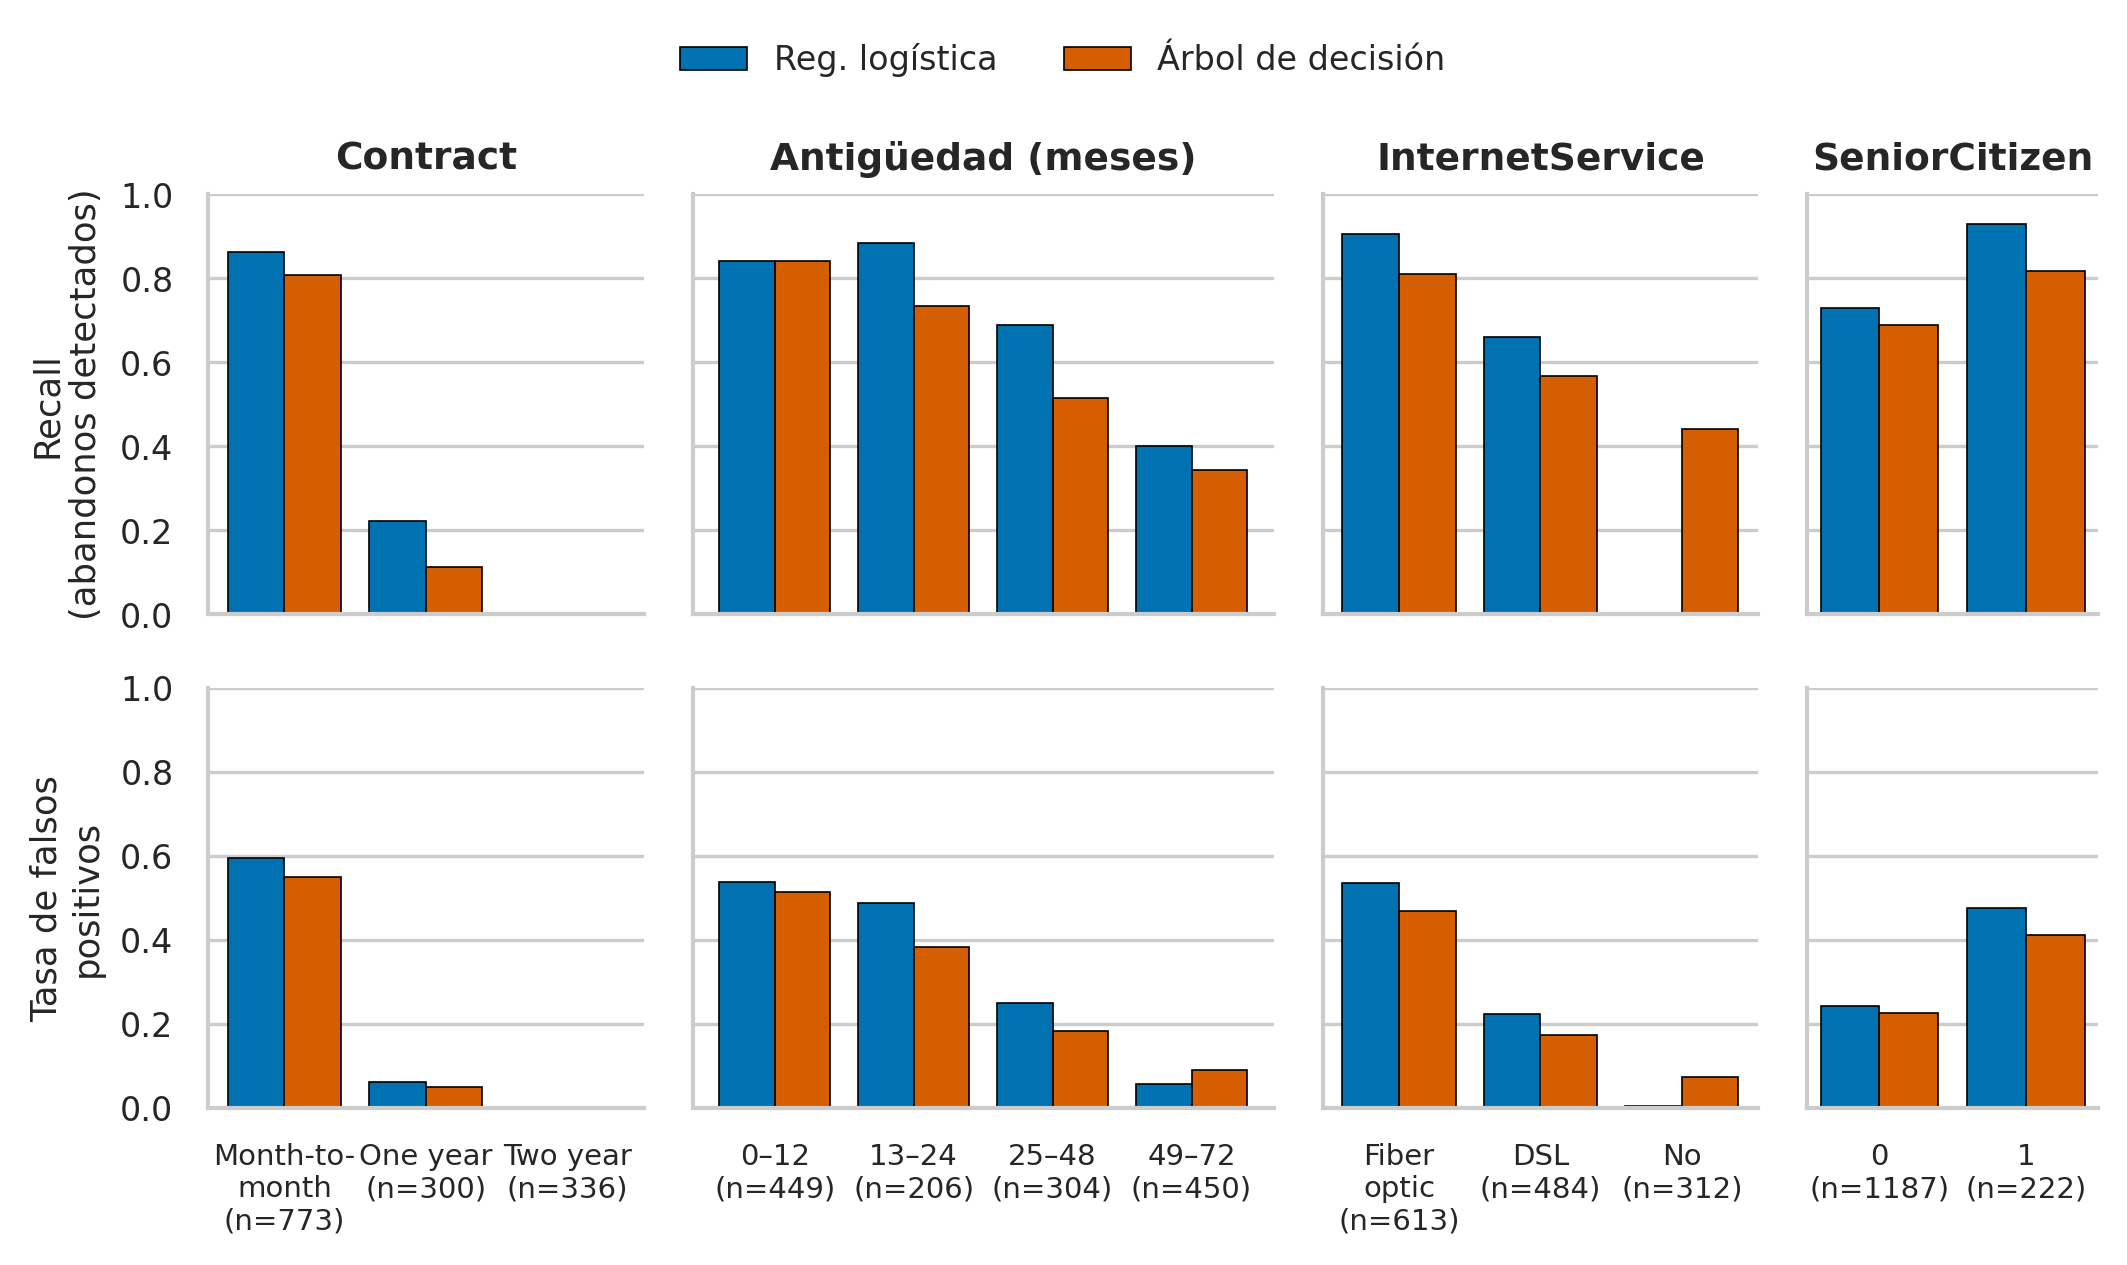 Reg. logística
Árbol de decisión
Contract
Antigüedad (meses)
InternetService
SeniorCitizen
Recall
(abandonos detectados)
1.0
0.8
0.6
0.4
0.2
0.0
Tasa de falsos
positivos
1.0
0.8
0.6
0.4
0.2
0.0
Month-to-
month
(n=773)
One year
(n=300)
Two year
(n=336)
0–12
(n=449)
13–24
(n=206)
25–48
(n=304)
49–72
(n=450)
Fiber
optic
(n=613)
DSL
(n=484)
No
(n=312)
0
(n=1187)
1
(n=222)